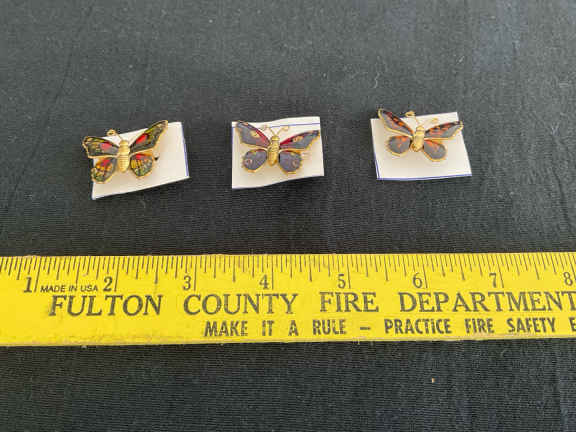 1 MADE IN USA 2 3 4 5 6 7 8
FULTON COUNTY FIRE DEPARTMENT
MAKE IT A RULE – PRACTICE FIRE SAFETY E